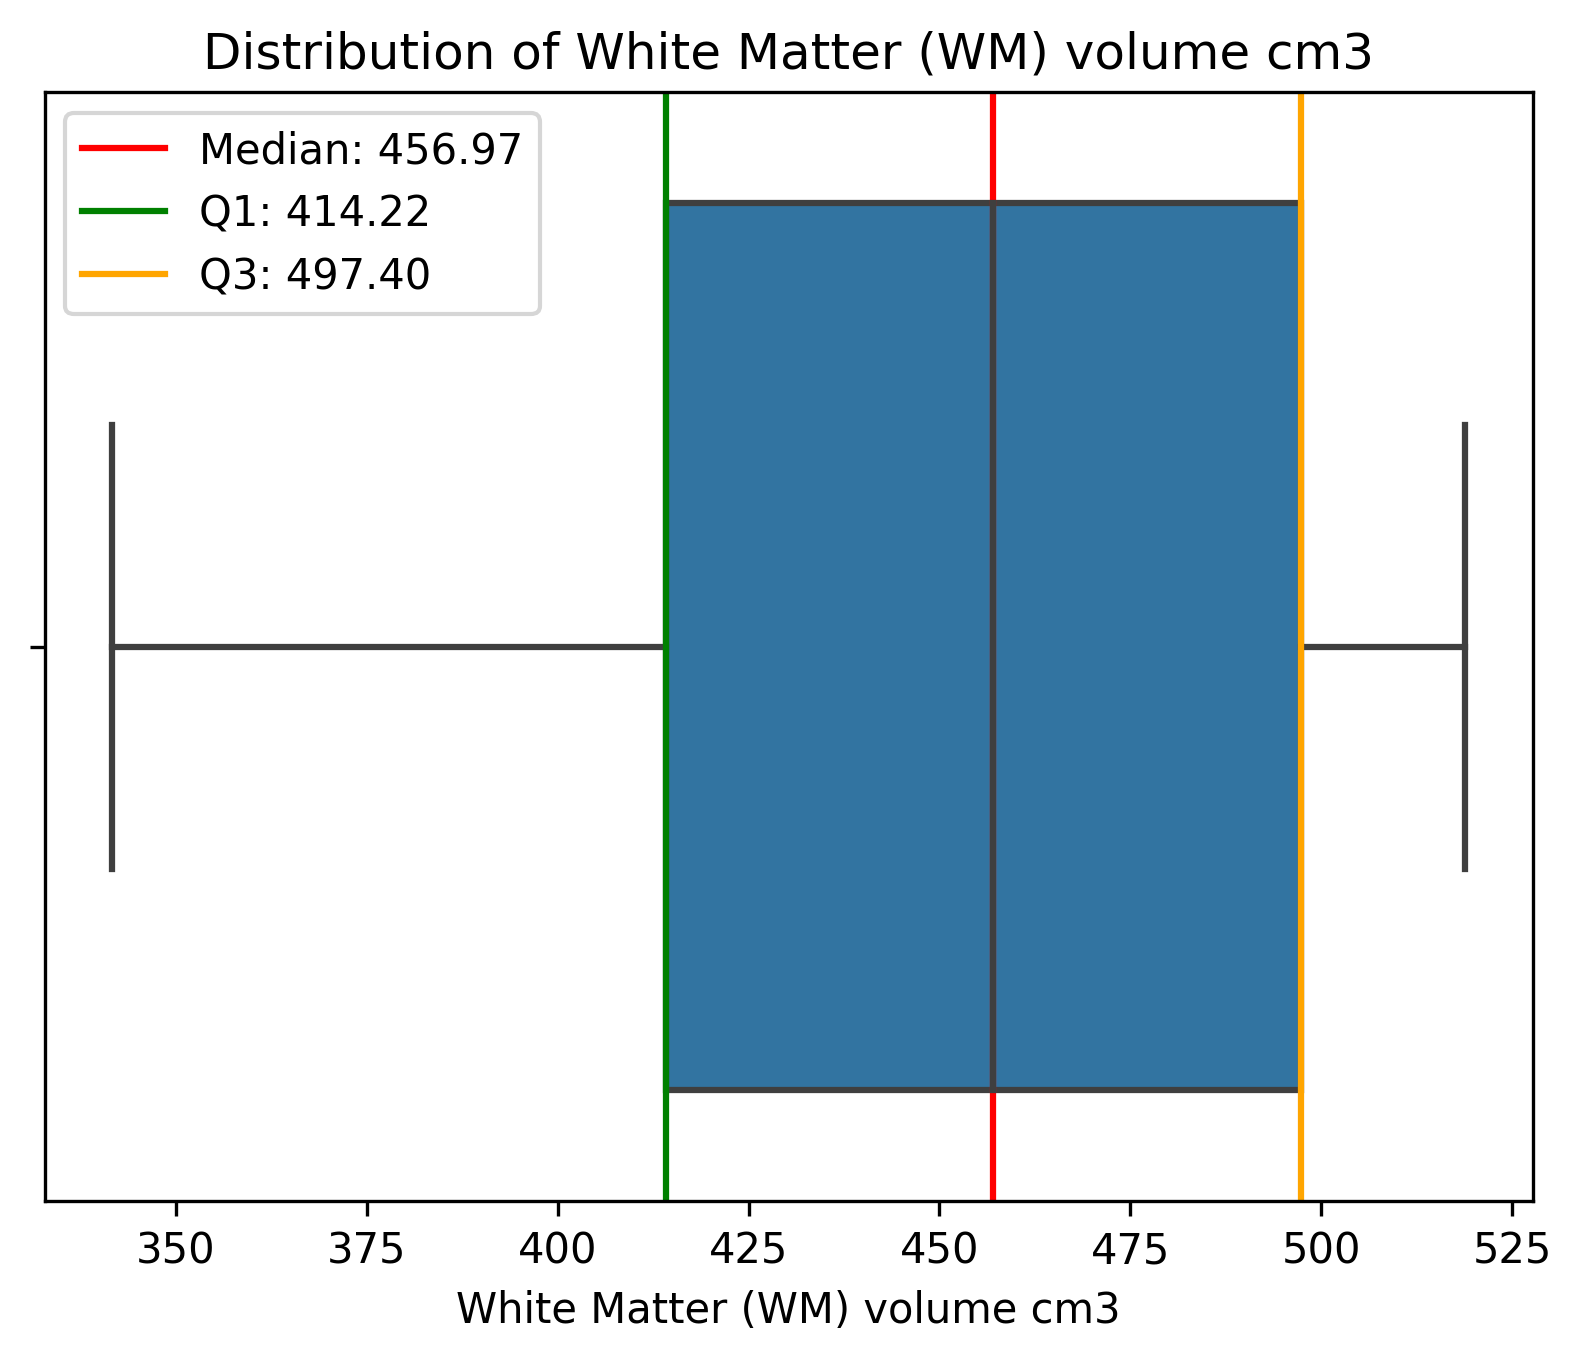 Distribution of White Matter (WM) volume cm3
Median: 456.97
Q1: 414.22
Q3: 497.40
350 375 400 425 450 475 500 525
White Matter (WM) volume cm3